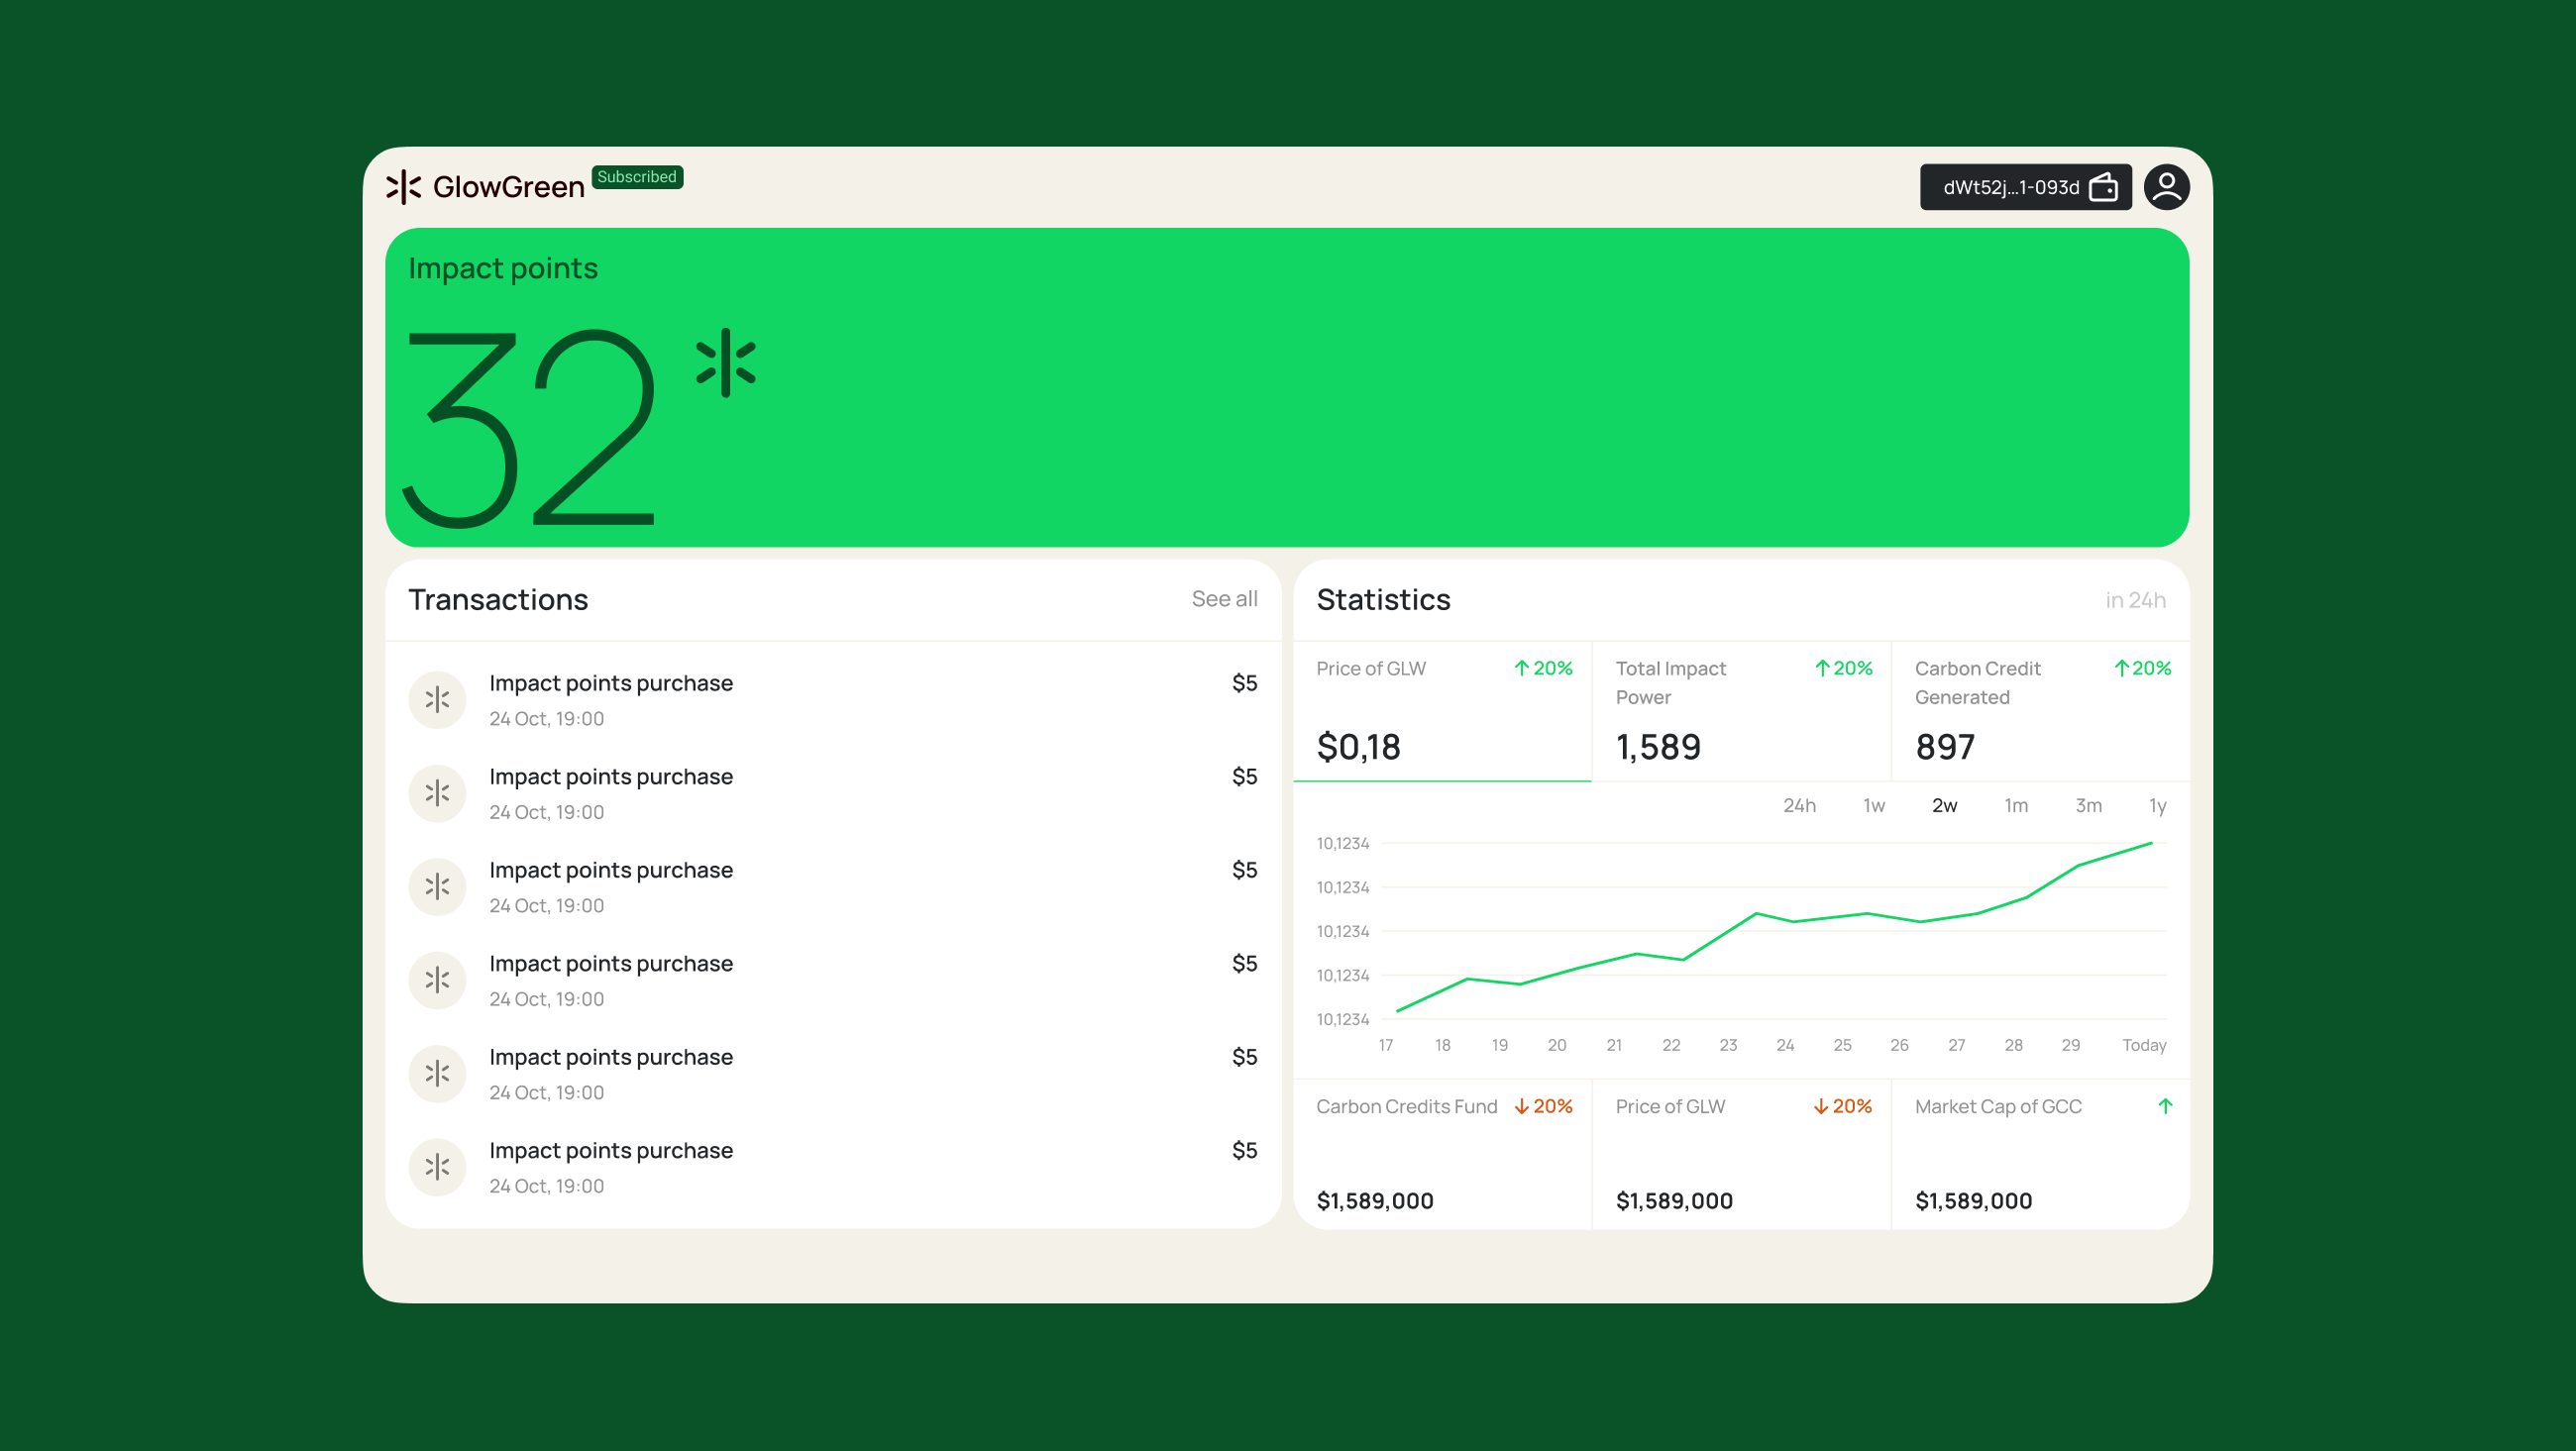 GlowGreen Subscribed
dWt52j...1-093d
Impact points
32
Transactions
See all
Impact points purchase
$5
24 Oct, 19:00
Impact points purchase
$5
24 Oct, 19:00
Impact points purchase
$5
24 Oct, 19:00
Impact points purchase
$5
24 Oct, 19:00
Impact points purchase
$5
24 Oct, 19:00
Impact points purchase
$5
24 Oct, 19:00
Statistics
in 24h
Price of GLW
↑ 20%
$0,18
Total Impact
Power
↑ 20%
1,589
Carbon Credit
Generated
↑ 20%
897
24h 1w 2w 1m 3m 1y
10,1234
10,1234
10,1234
10,1234
10,1234
17 18 19 20 21 22 23 24 25 26 27 28 29 Today
Carbon Credits Fund
↓ 20%
$1,589,000
Price of GLW
↓ 20%
$1,589,000
Market Cap of GCC
↑
$1,589,000